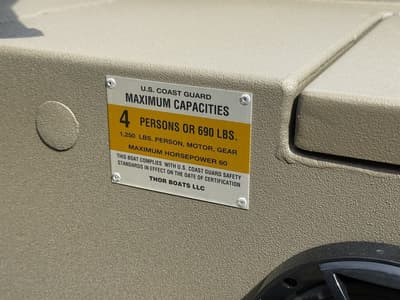 U.S. COAST GUARD
MAXIMUM CAPACITIES
4 PERSONS OR 690 LBS.
1,250 LBS. PERSON, MOTOR, GEAR
MAXIMUM HORSEPOWER 60
THIS BOAT COMPLIES WITH U.S. COAST GUARD SAFETY
STANDARDS IN EFFECT ON THE DATE OF CERTIFICATION
THOR BOATS LLC